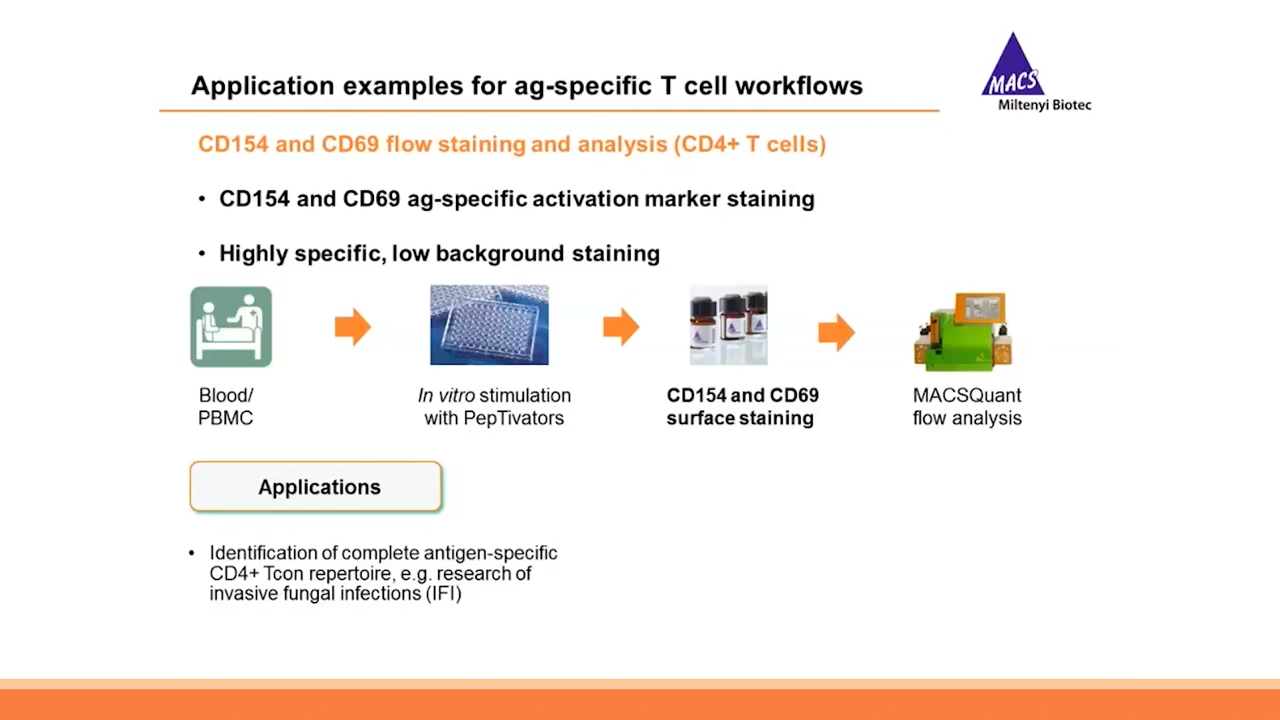 Application examples for ag-specific T cell workflows
MACS
Miltenyi Biotec
CD154 and CD69 flow staining and analysis (CD4+ T cells)
• CD154 and CD69 ag-specific activation marker staining
• Highly specific, low background staining
Blood/
PBMC
In vitro stimulation
with PepTivators
CD154 and CD69
surface staining
MACSQuant
flow analysis
Applications
• Identification of complete antigen-specific
CD4+ Tcon repertoire, e.g. research of
invasive fungal infections (IFI)